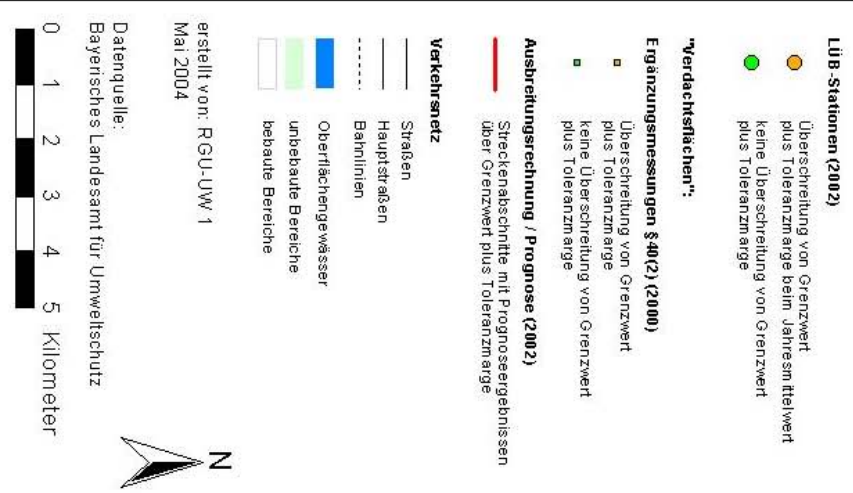 LÜB-Stationen (2002)
Überschreitung von Grenzwert
plus Toleranzmarge beim Jahresmittelwert
keine Überschreitung von Grenzwert
plus Toleranzmarge
"Verdachtsflächen":
Ergänzungsmessungen §40(2) (2000)
Überschreitung von Grenzwert
plus Toleranzmarge
keine Überschreitung von Grenzwert
plus Toleranzmarge
Ausbreitungsrechnung / Prognose (2002)
Streckenabschnitte mit Prognoseergebnissen
über Grenzwert plus Toleranzmarge
Verkehrsnetz
Straßen
Hauptstraßen
Bahnlinien
Oberflächengewässer
unbebaute Bereiche
bebaute Bereiche
erstellt von: RGU-UW 1
Mai 2004
Datenquelle:
Bayerisches Landesamt für Umweltschutz
0 1 2 3 4 5 Kilometer
N